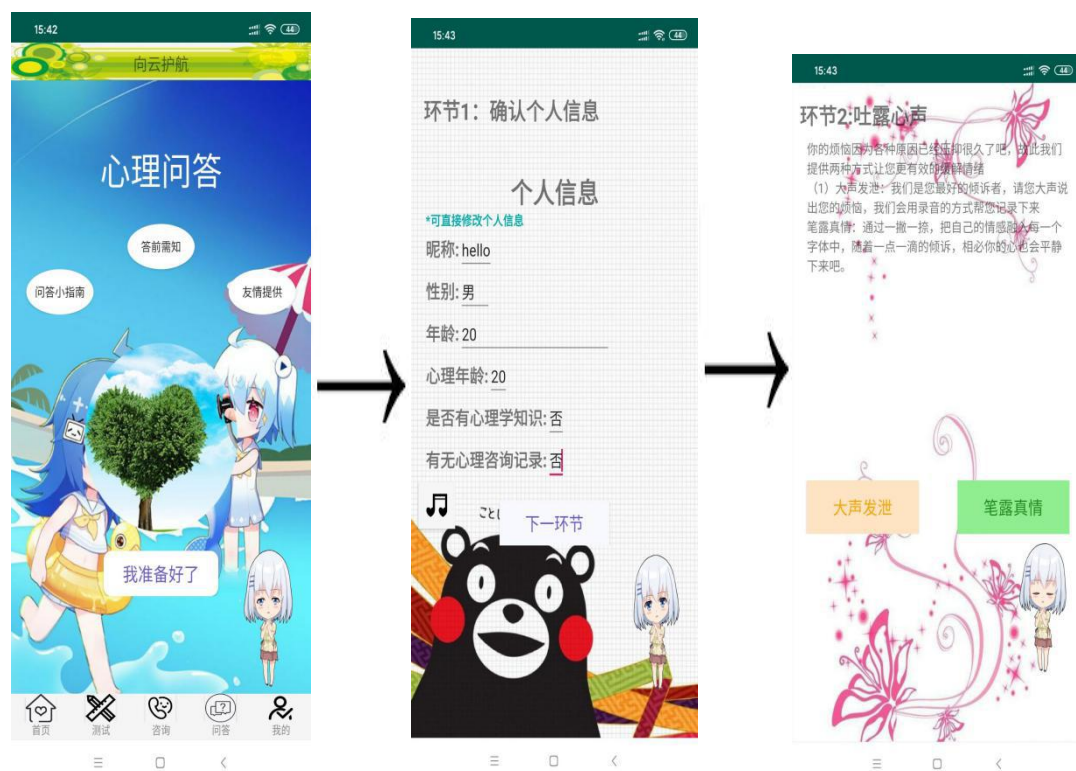 15:42
44
向云护航
心理问答
答前需知
问答小指南
友情提供
我准备好了
首页
测试
咨询
问答
我的
15:43
44
环节1：确认个人信息
个人信息
*可直接修改个人信息
昵称: hello
性别: 男
年龄: 20
心理年龄: 20
是否有心理学知识: 否
有无心理咨询记录: 否
下一环节
15:43
44
环节2:吐露心声
你的烦恼因为各种原因已经压抑很久了吧，故此我们
提供两种方式让您更有效的缓解情绪
（1）大声发泄：我们是您最好的倾诉者，请您大声说
出您的烦恼，我们会用录音的方式帮您记录下来
笔露真情：通过一撇一捺，把自己的情感融入每一个
字体中，随着一点一滴的倾诉，相必你的心也会平静
下来吧。
大声发泄
笔露真情